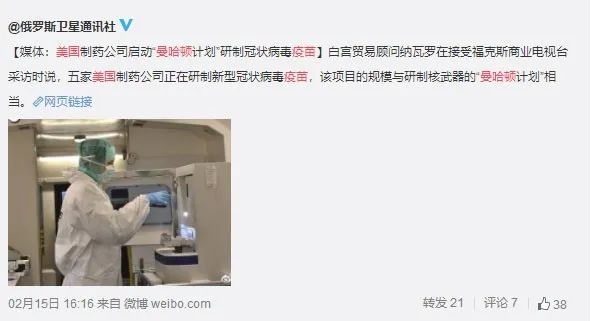 @俄罗斯卫星通讯社
【媒体：美国制药公司启动“曼哈顿计划”研制冠状病毒疫苗】白宫贸易顾问纳瓦罗在接受福克斯商业电视台
采访时说，五家美国制药公司正在研制新型冠状病毒疫苗，该项目的规模与研制核武器的“曼哈顿计划”相
当。网页链接
02月15日 16:16 来自 微博 weibo.com 转发 21 | 评论 7 | 38